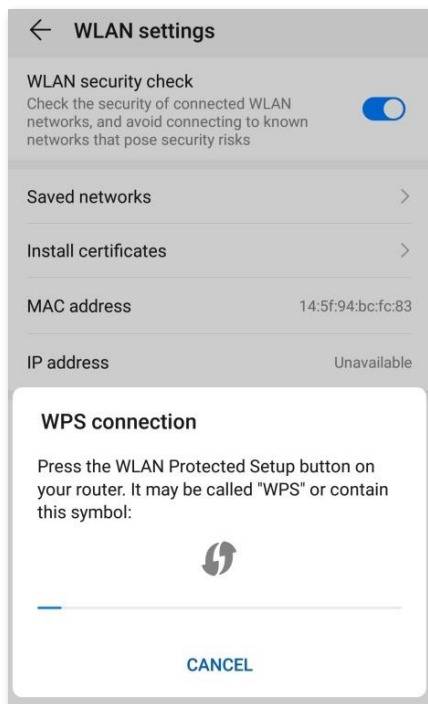 WLAN settings
WLAN security check
Check the security of connected WLAN
networks, and avoid connecting to known
networks that pose security risks
Saved networks
Install certificates
MAC address 14:5f:94:bc:fc:83
IP address Unavailable
WPS connection
Press the WLAN Protected Setup button on
your router. It may be called "WPS" or contain
this symbol:
CANCEL